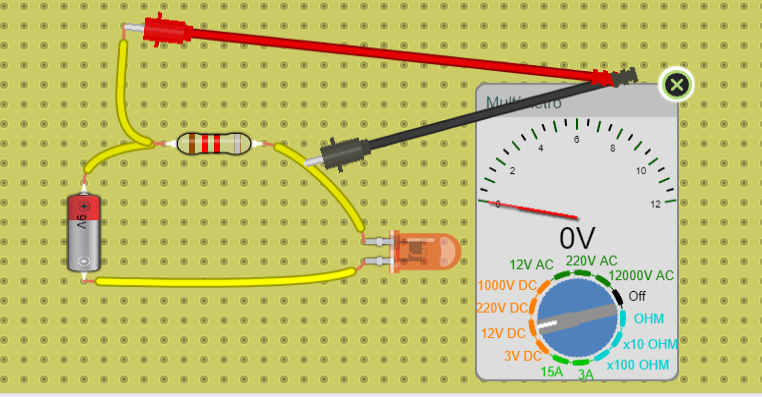 Multímetro
0 2 4 6 8 10 12
0V
12V AC 220V AC 12000V AC
1000V DC Off
220V DC OHM
12V DC x10 OHM
3V DC x100 OHM
15A 3A
+ 9V -